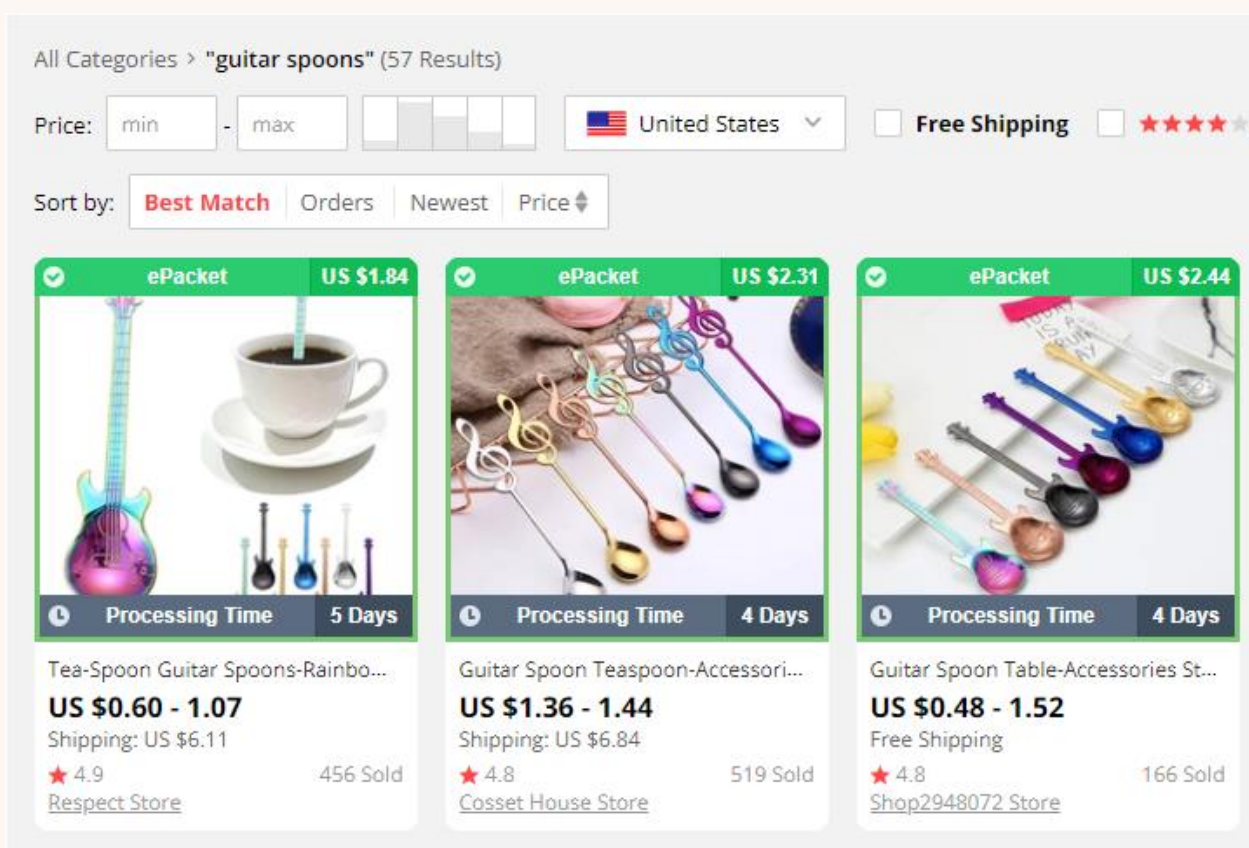 All Categories > "guitar spoons" (57 Results)
Price: min - max United States Free Shipping
Sort by: Best Match Orders Newest Price
ePacket US $1.84
ePacket US $2.31
ePacket US $2.44
TODAY
IS A
DAY
Processing Time 5 Days
Processing Time 4 Days
Processing Time 4 Days
Tea-Spoon Guitar Spoons-Rainbo...
Guitar Spoon Teaspoon-Accessori...
Guitar Spoon Table-Accessories St...
US $0.60 - 1.07
US $1.36 - 1.44
US $0.48 - 1.52
Shipping: US $6.11
Shipping: US $6.84
Free Shipping
4.9 456 Sold
4.8 519 Sold
4.8 166 Sold
Respect Store
Cosset House Store
Shop2948072 Store